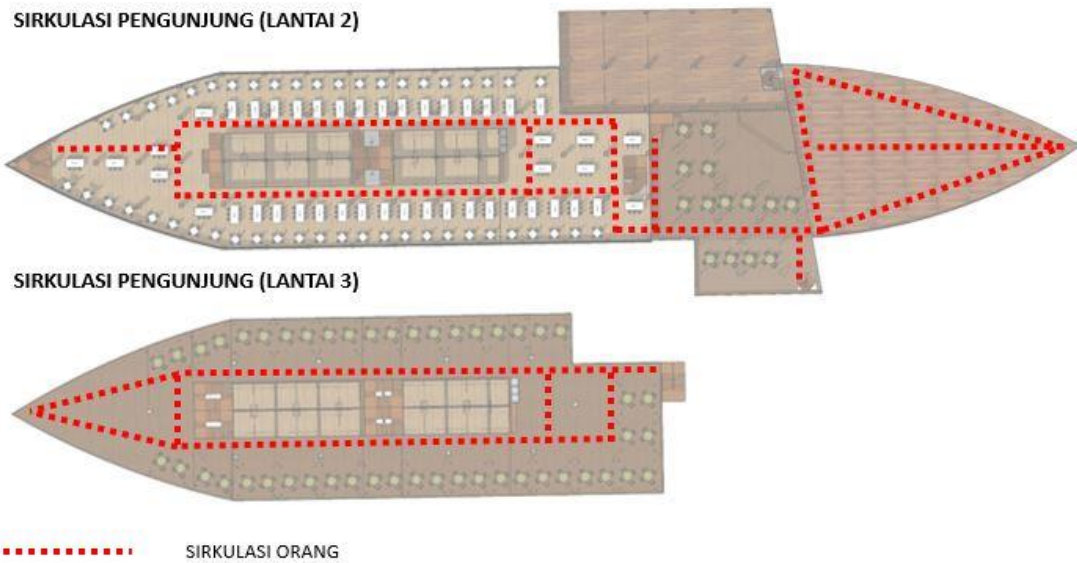 SIRKULASI PENGUNJUNG (LANTAI 2)
SIRKULASI PENGUNJUNG (LANTAI 3)
SIRKULASI ORANG